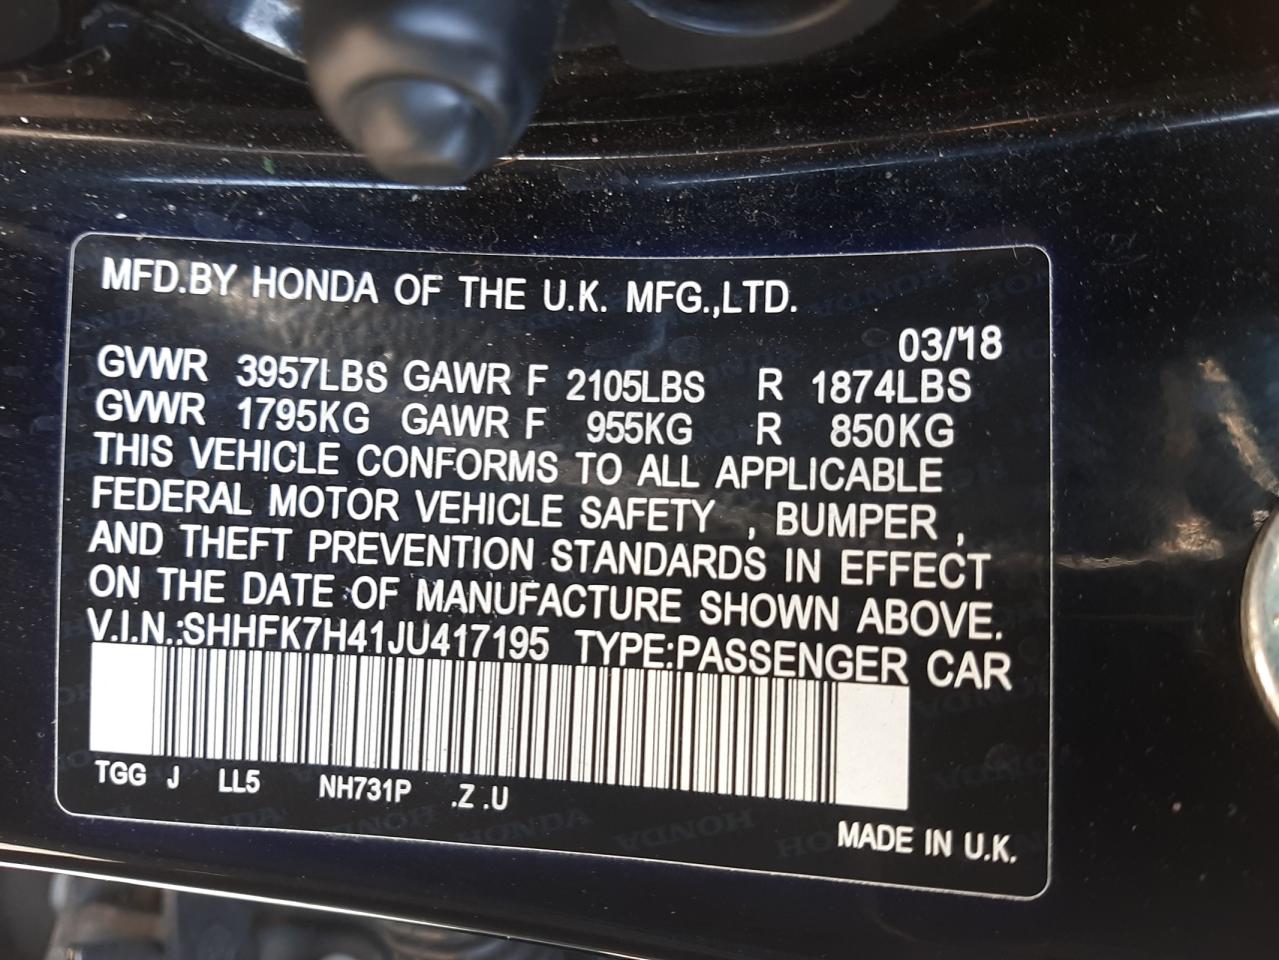 MFD.BY HONDA OF THE U.K. MFG.,LTD.
03/'18
GVWR 3957LBS GAWR F 2105LBS R 1874LBS
GVWR 1795KG GAWR F 955KG R 850KG
THIS VEHICLE CONFORMS TO ALL APPLICABLE
FEDERAL MOTOR VEHICLE SAFETY , BUMPER ,
AND THEFT PREVENTION STANDARDS IN EFFECT
ON THE DATE OF MANUFACTURE SHOWN ABOVE.
V.I.N.:SHHFK7H41JU417195 TYPE:PASSENGER CAR
TGG J LL5 NH731P .Z .U
MADE IN U.K.